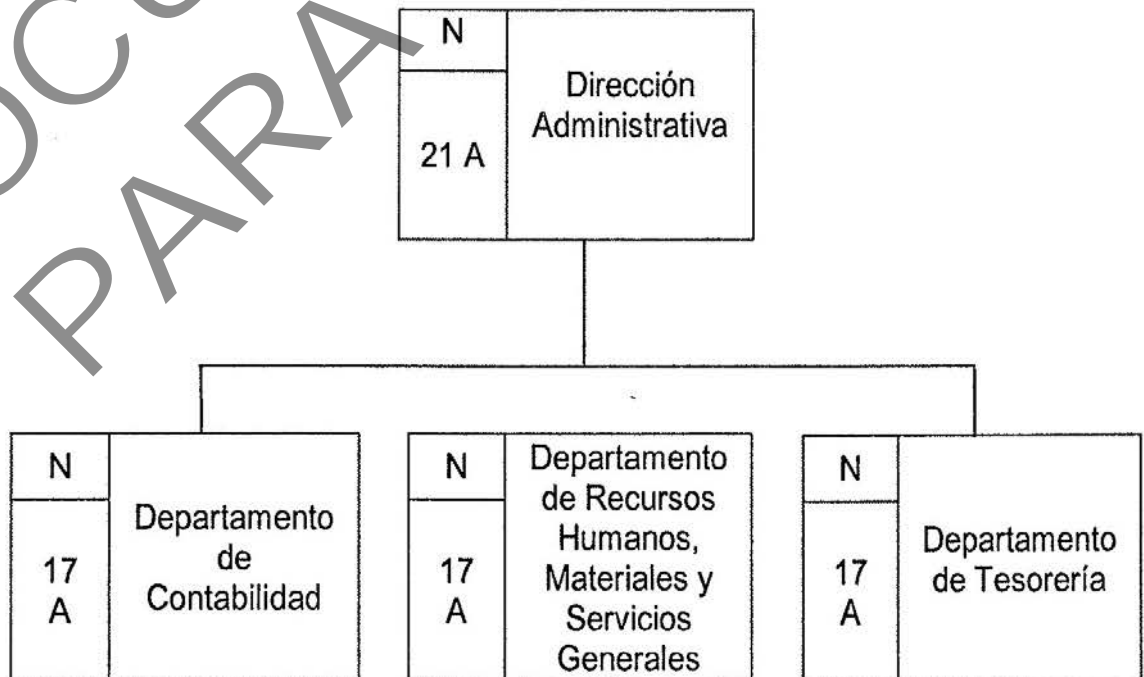 PARA
N
21 A
Dirección
Administrativa
N
17
A
Departamento
de
Contabilidad
N
17
A
Departamento
de Recursos
Humanos,
Materiales y
Servicios
Generales
N
17
A
Departamento
de Tesorería